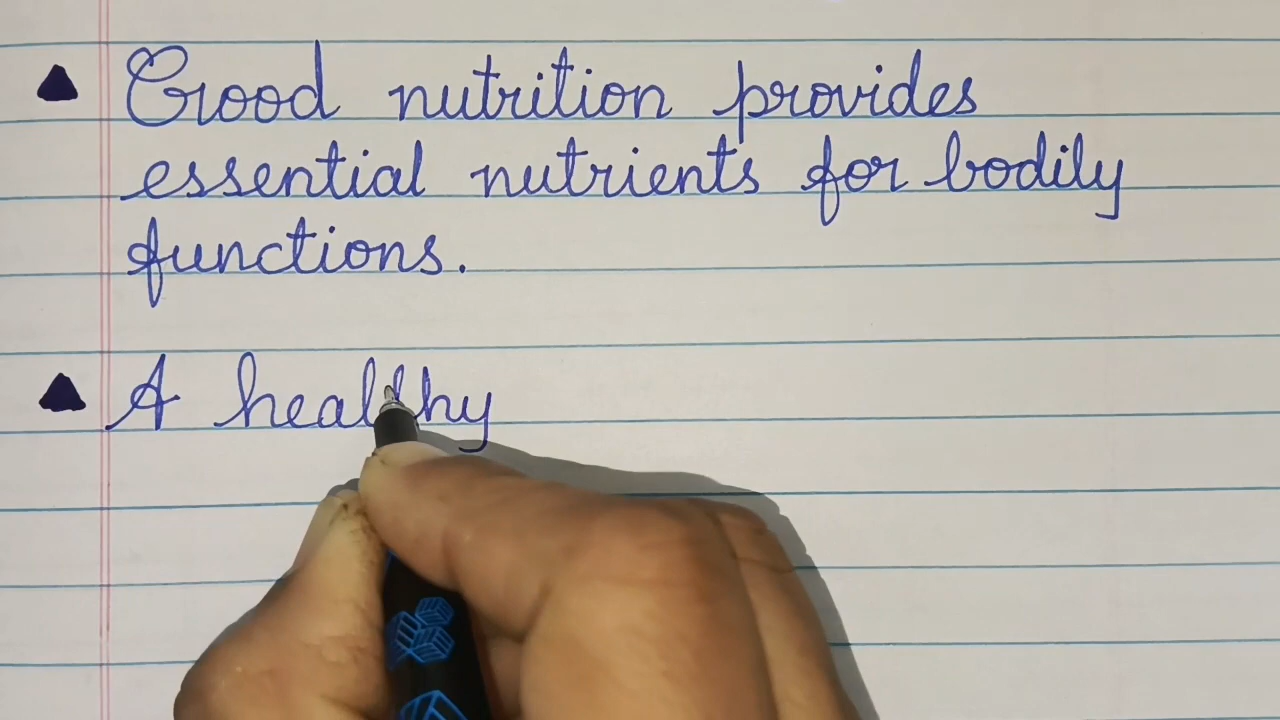 Good nutrition provides
essential nutrients for bodily
functions.
A healthy